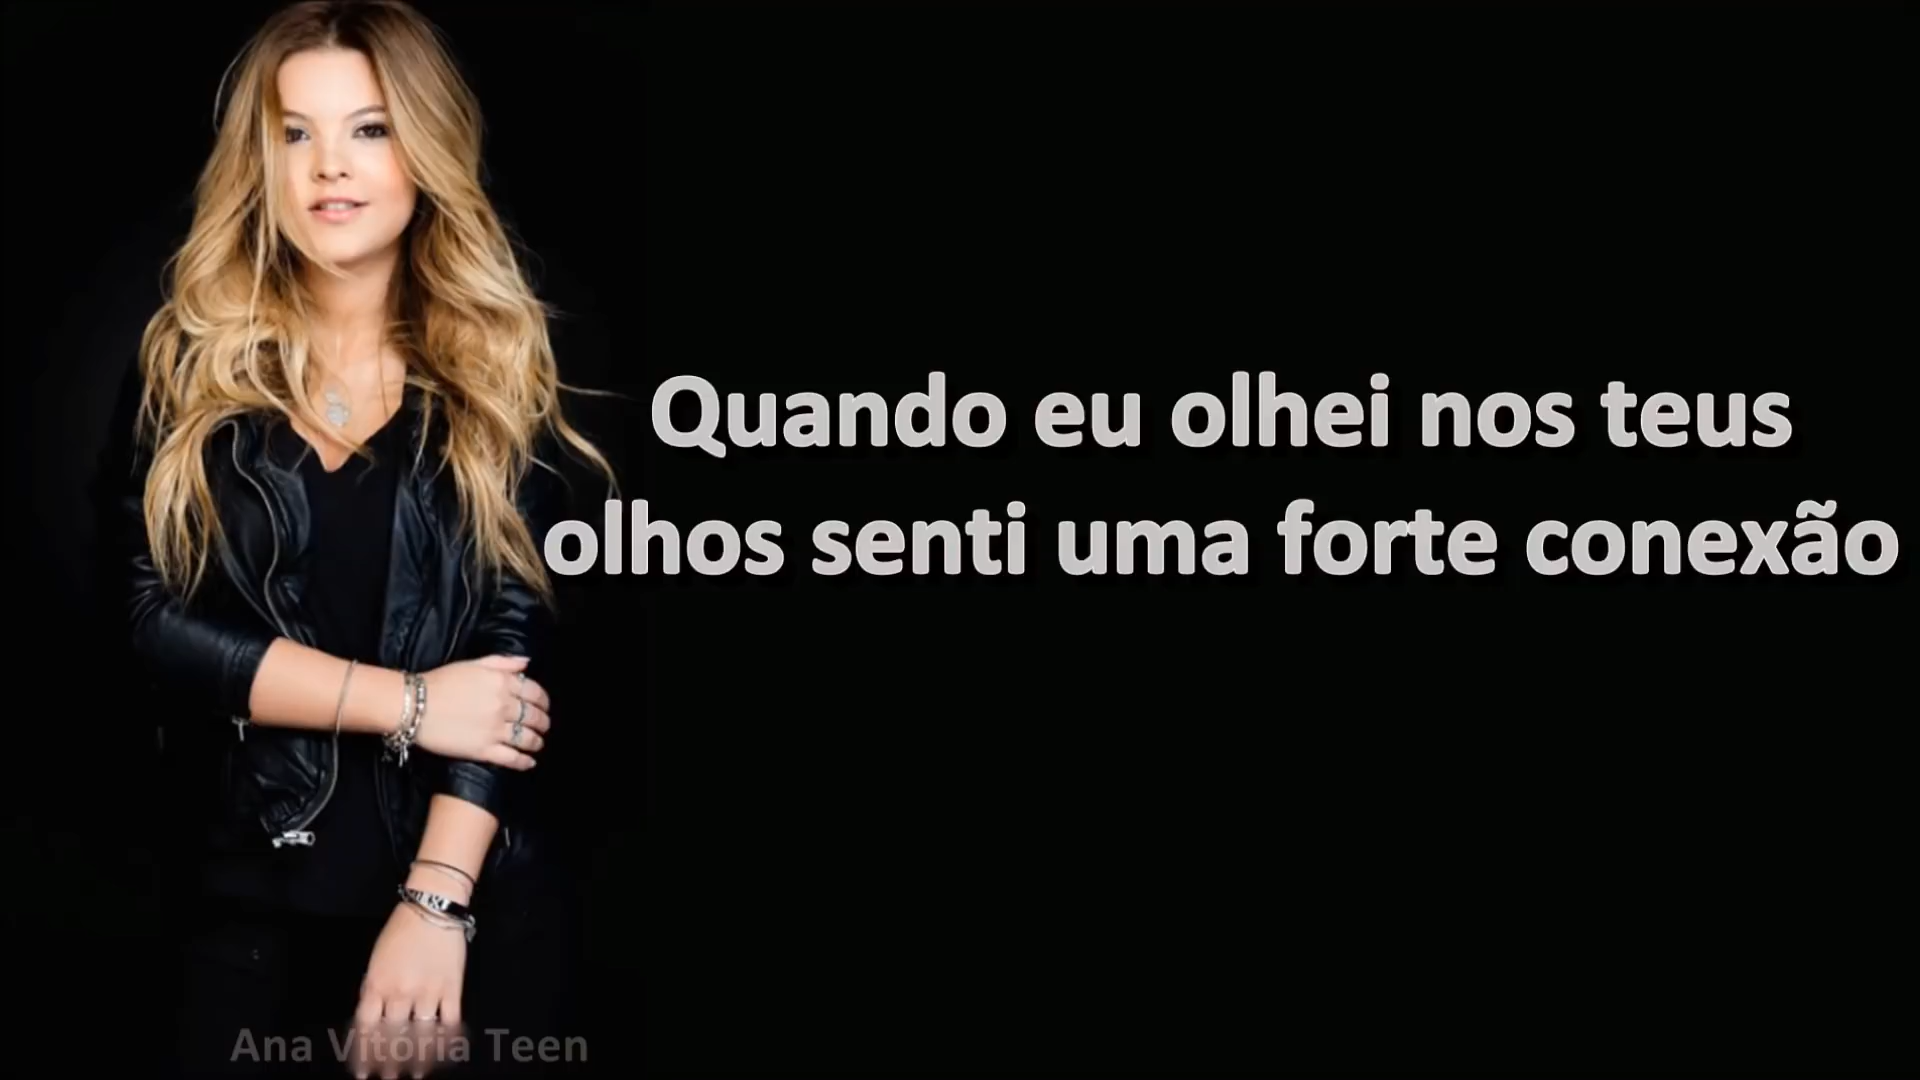 Quando eu olhei nos teus
olhos senti uma forte conexão
Ana Vitória Teen